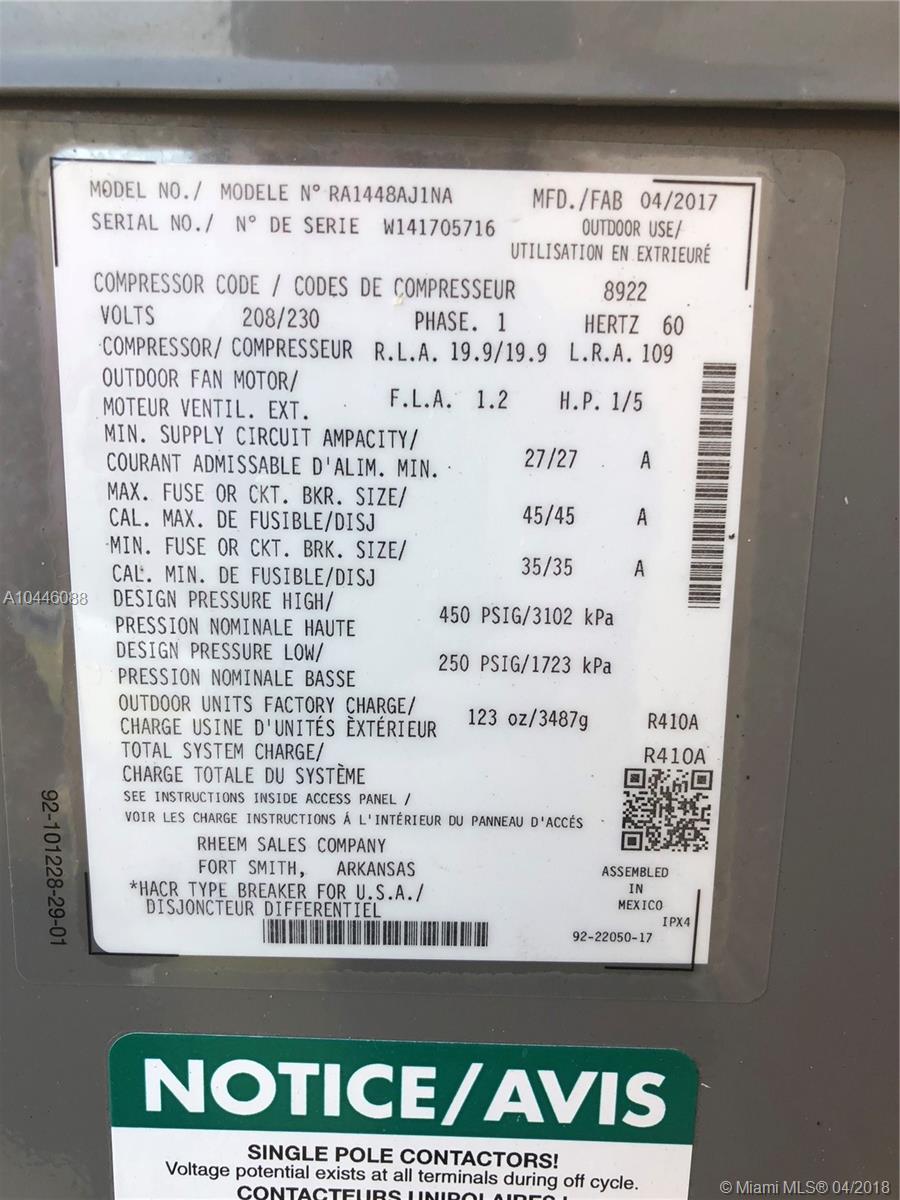 MODEL NO./ MODELE N° RA1448AJ1NA MFD./FAB 04/2017
SERIAL NO./ N° DE SERIE W141705716 OUTDOOR USE/
UTILISATION EN EXTRIEURÉ
COMPRESSOR CODE / CODES DE COMPRESSEUR 8922
VOLTS 208/230 PHASE. 1 HERTZ 60
COMPRESSOR/ COMPRESSEUR R.L.A. 19.9/19.9 L.R.A. 109
OUTDOOR FAN MOTOR/
MOTEUR VENTIL. EXT. F.L.A. 1.2 H.P. 1/5
MIN. SUPPLY CIRCUIT AMPACITY/
COURANT ADMISSABLE D'ALIM. MIN. 27/27 A
MAX. FUSE OR CKT. BKR. SIZE/
CAL. MAX. DE FUSIBLE/DISJ 45/45 A
MIN. FUSE OR CKT. BRK. SIZE/
CAL. MIN. DE FUSIBLE/DISJ 35/35 A
A10446088
DESIGN PRESSURE HIGH/
PRESSION NOMINALE HAUTE 450 PSIG/3102 kPa
DESIGN PRESSURE LOW/
PRESSION NOMINALE BASSE 250 PSIG/1723 kPa
OUTDOOR UNITS FACTORY CHARGE/
CHARGE USINE D'UNITÉS ÈXTÉRIEUR 123 oz/3487g R410A
TOTAL SYSTEM CHARGE/ R410A
CHARGE TOTALE DU SYSTÈME
SEE INSTRUCTIONS INSIDE ACCESS PANEL /
VOIR LES CHARGE INSTRUCTIONS Á L'INTÉRIEUR DU PANNEAU D'ACCÉS
RHEEM SALES COMPANY
FORT SMITH, ARKANSAS
*HACR TYPE BREAKER FOR U.S.A./
DISJONCTEUR DIFFERENTIEL
ASSEMBLED
IN
MEXICO
IPX4
92-22050-17
92-101228-29-01
NOTICE/AVIS
SINGLE POLE CONTACTORS!
Voltage potential exists at all terminals during off cycle.
CONTACTEURS UNIPOLAIRES !
© Miami MLS® 04/2018